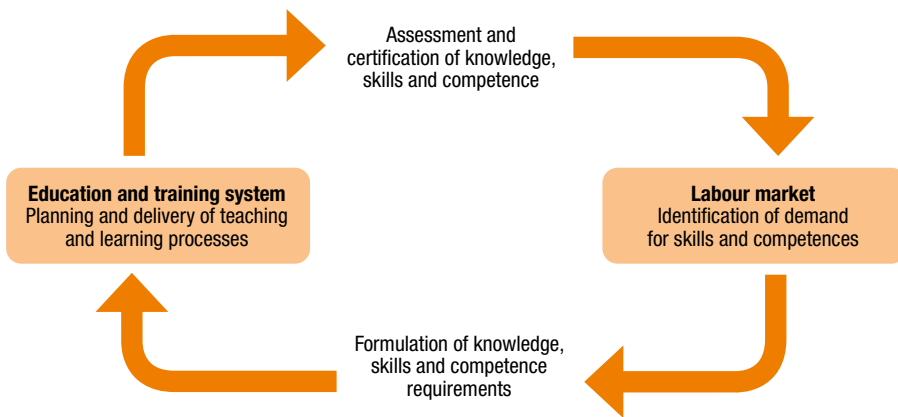 Assessment and
certification of knowledge,
skills and competence
Education and training system
Planning and delivery of teaching
and learning processes
Labour market
Identification of demand
for skills and competences
Formulation of knowledge,
skills and competence
requirements